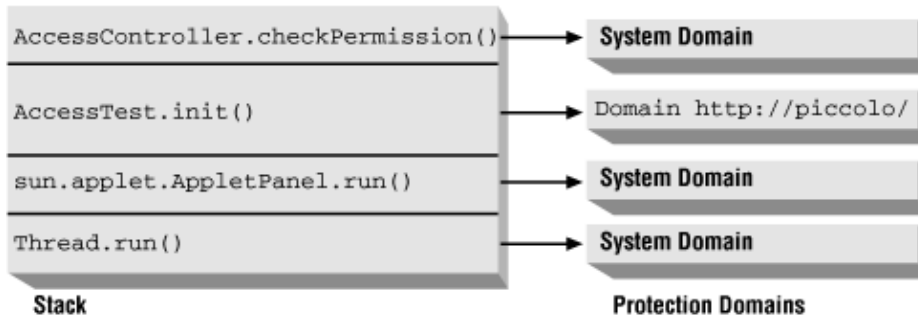 AccessController.checkPermission() System Domain
AccessTest.init() Domain http://piccolo/
sun.applet.AppletPanel.run() System Domain
Thread.run() System Domain
Stack Protection Domains